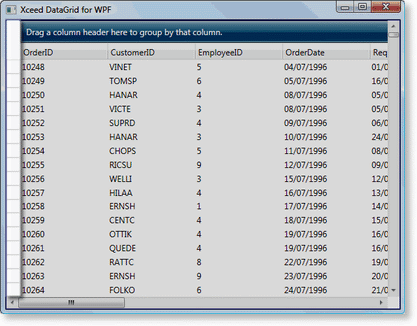 Xceed DataGrid for WPF
Drag a column header here to group by that column.
OrderID CustomerID EmployeeID OrderDate Req
10248 VINET 5 04/07/1996 01/0
10249 TOMSP 6 05/07/1996 16/0
10250 HANAR 4 08/07/1996 05/0
10251 VICTE 3 08/07/1996 05/0
10252 SUPRD 4 09/07/1996 06/0
10253 HANAR 3 10/07/1996 24/0
10254 CHOPS 5 11/07/1996 08/0
10255 RICSU 9 12/07/1996 09/0
10256 WELLI 3 15/07/1996 12/0
10257 HILAA 4 16/07/1996 13/0
10258 ERNSH 1 17/07/1996 14/0
10259 CENTC 4 18/07/1996 15/0
10260 OTTIK 4 19/07/1996 16/0
10261 QUEDE 4 19/07/1996 16/0
10262 RATTC 8 22/07/1996 19/0
10263 ERNSH 9 23/07/1996 20/0
10264 FOLKO 6 24/07/1996 21/0